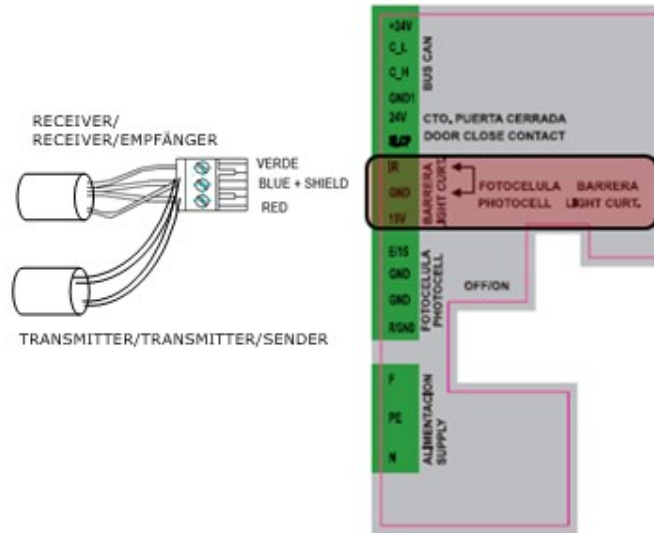 RECEIVER/
RECEIVER/EMPFÄNGER
VERDE
BLUE + SHIELD
RED
TRANSMITTER/TRANSMITTER/SENDER
+24V
C_L
C_H
GND1
BUS CAN
24V
CTO. PUERTA CERRADA
DOOR CLOSE CONTACT
IR
GND
15V
BARRERA
LIGHT CURT.
FOTOCELULA BARRERA
PHOTOCELL LIGHT CURT.
E/15
GND
GND
R/GND
FOTOCELULA
PHOTOCELL
OFF/ON
F
PE
N
ALIMENTACION
SUPPLY